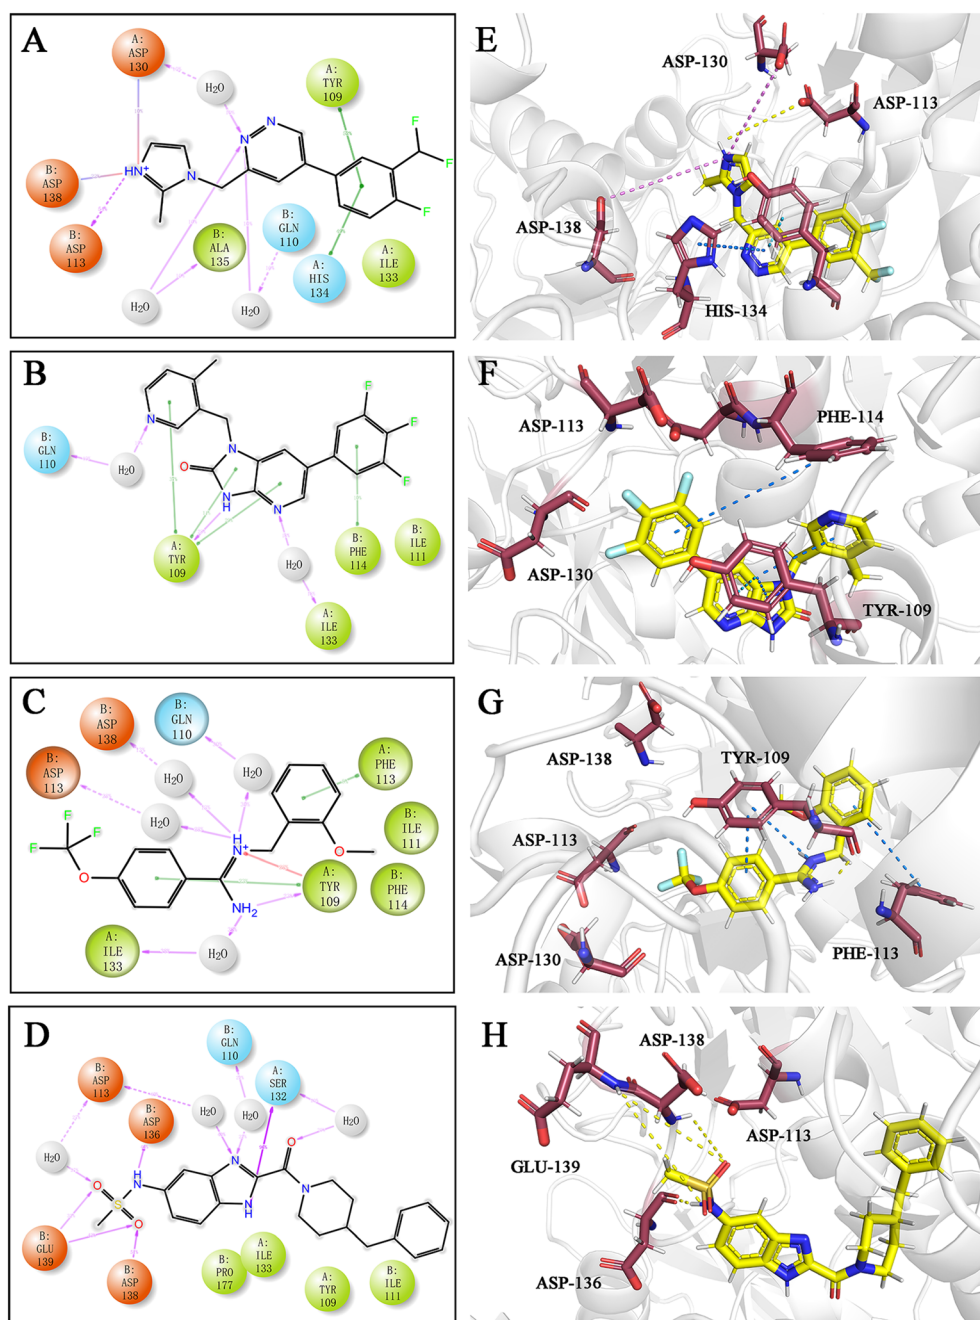 A
A:
ASP
130
H2O
A:
TYR
109
N
N
F
F
F
HN+
N
B:
ASP
138
B:
ASP
113
B:
ALA
135
B:
GLN
110
A:
HIS
134
A:
ILE
133
H2O
H2O
E
ASP-130
ASP-113
ASP-138
HIS-134
B
N
B:
GLN
110
H2O
N
O
N
H
N
F
F
F
A:
TYR
109
H2O
B:
PHE
114
B:
ILE
111
A:
ILE
133
F
ASP-113
PHE-114
ASP-130
TYR-109
C
B:
ASP
138
B:
GLN
110
B:
ASP
113
H2O
H2O
H2O
A:
PHE
113
B:
ILE
111
F
F
F
O
H
N+
O
NH2
A:
TYR
109
B:
PHE
114
A:
ILE
133
H2O
G
ASP-138
TYR-109
ASP-113
ASP-130
PHE-113
D
B:
GLN
110
B:
ASP
113
A:
SER
132
H2O
H2O
H2O
B:
ASP
136
H2O
O
N
H
N
O
S
O
NH
N
B:
GLU
139
B:
ASP
138
B:
PRO
177
A:
ILE
133
A:
TYR
109
B:
ILE
111
H
ASP-138
ASP-113
GLU-139
ASP-136